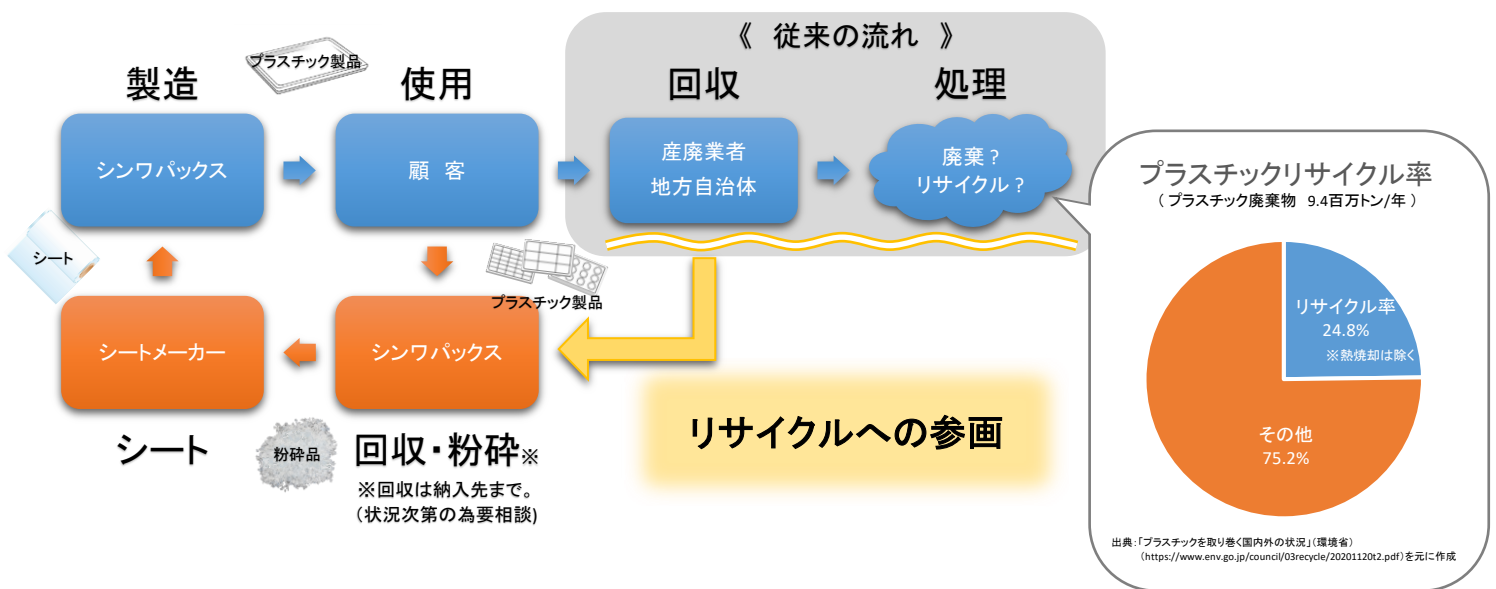 《 従来の流れ 》
製造
プラスチック製品
使用
回収
処理
シンワパックス
顧 客
産廃業者
地方自治体
廃棄?
リサイクル?
シート
プラスチック製品
シートメーカー
シンワパックス
シート
粉砕品
回収・粉砕※
※回収は納入先まで。
(状況次第の為要相談)
リサイクルへの参画
プラスチックリサイクル率
( プラスチック廃棄物 9.4百万トン/年 )
リサイクル率
24.8%
※熱焼却は除く
その他
75.2%
出典:「プラスチックを取り巻く国内外の状況」(環境省)
(https://www.env.go.jp/council/03recycle/20201120t2.pdf)を元に作成